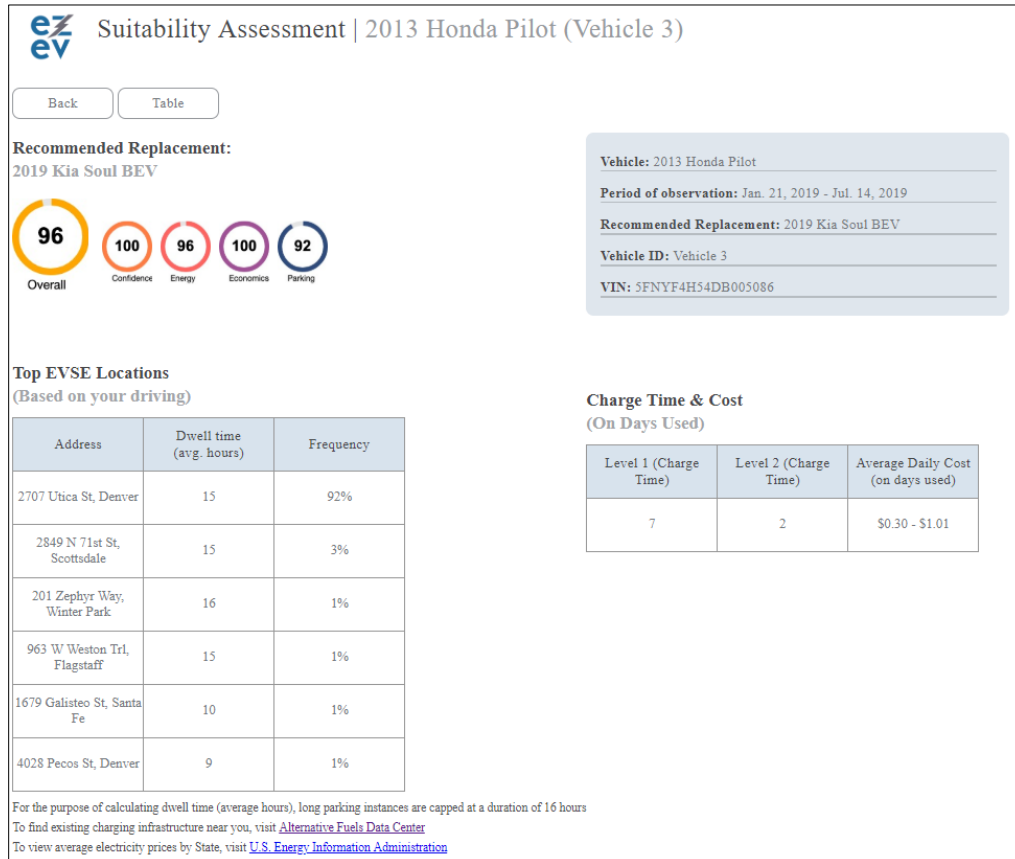 ez
ev
Suitability Assessment | 2013 Honda Pilot (Vehicle 3)
Back
Table
Recommended Replacement:
2019 Kia Soul BEV
96
Overall
100
Confidence
96
Energy
100
Economics
92
Parking
Vehicle: 2013 Honda Pilot
Period of observation: Jan. 21, 2019 - Jul. 14, 2019
Recommended Replacement: 2019 Kia Soul BEV
Vehicle ID: Vehicle 3
VIN: 5FNYF4H54DB005086
Top EVSE Locations
(Based on your driving)
Address
Dwell time
(avg. hours)
Frequency
2707 Utica St, Denver
15
92%
2849 N 71st St,
Scottsdale
15
3%
201 Zephyr Way,
Winter Park
16
1%
963 W Weston Trl,
Flagstaff
15
1%
1679 Galisteo St, Santa
Fe
10
1%
4028 Pecos St, Denver
9
1%
Charge Time & Cost
(On Days Used)
Level 1 (Charge
Time)
Level 2 (Charge
Time)
Average Daily Cost
(on days used)
7
2
$0.30 - $1.01
For the purpose of calculating dwell time (average hours), long parking instances are capped at a duration of 16 hours
To find existing charging infrastructure near you, visit Alternative Fuels Data Center
To view average electricity prices by State, visit U.S. Energy Information Administration